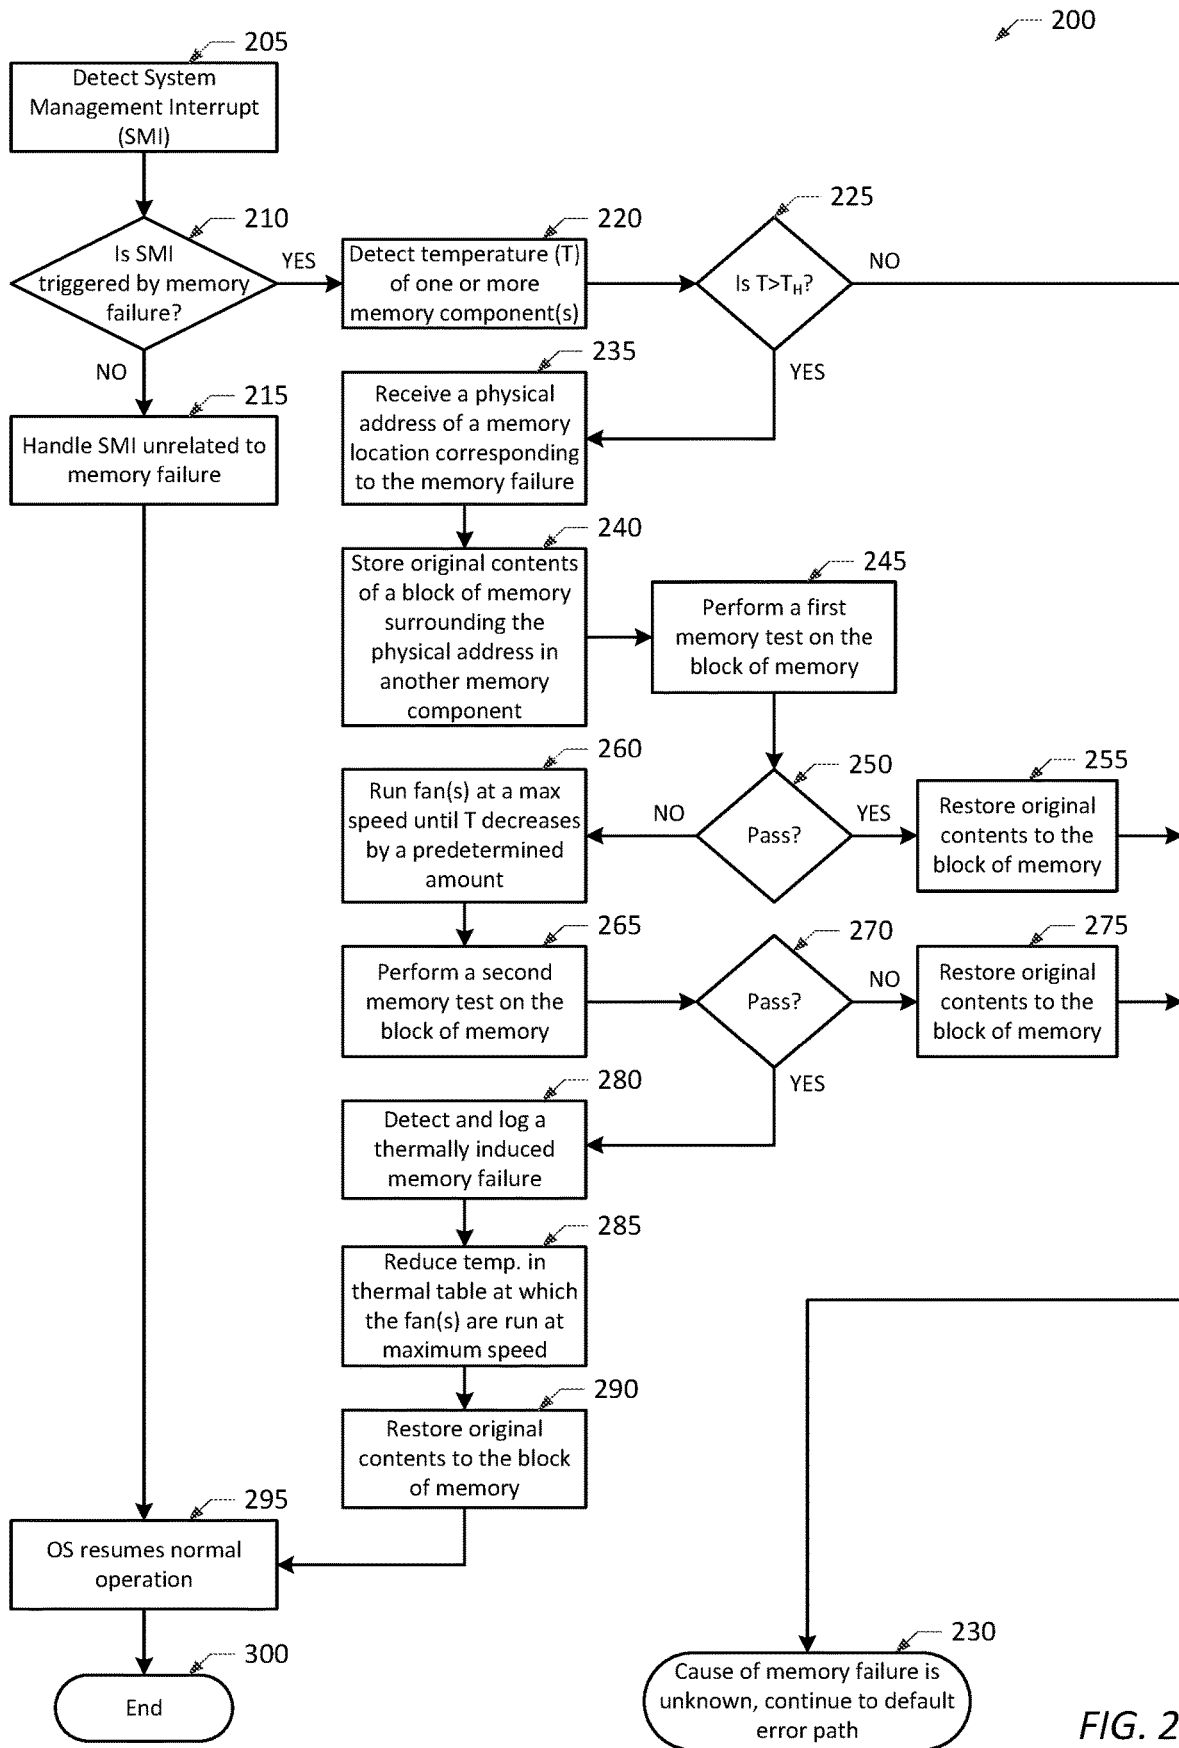 200
205
Detect System
Management Interrupt
(SMI)
210
Is SMI
triggered by memory
failure?
YES
NO
215
Handle SMI unrelated to
memory failure
220
Detect temperature (T)
of one or more
memory component(s)
225
Is T>TH?
NO
YES
235
Receive a physical
address of a memory
location corresponding
to the memory failure
240
Store original contents
of a block of memory
surrounding the
physical address in
another memory
component
245
Perform a first
memory test on the
block of memory
250
Pass?
NO
YES
255
Restore original
contents to the
block of memory
260
Run fan(s) at a max
speed until T decreases
by a predetermined
amount
265
Perform a second
memory test on the
block of memory
270
Pass?
NO
YES
275
Restore original
contents to the
block of memory
280
Detect and log a
thermally induced
memory failure
285
Reduce temp. in
thermal table at which
the fan(s) are run at
maximum speed
290
Restore original
contents to the block
of memory
295
OS resumes normal
operation
300
End
230
Cause of memory failure is
unknown, continue to default
error path
FIG. 2